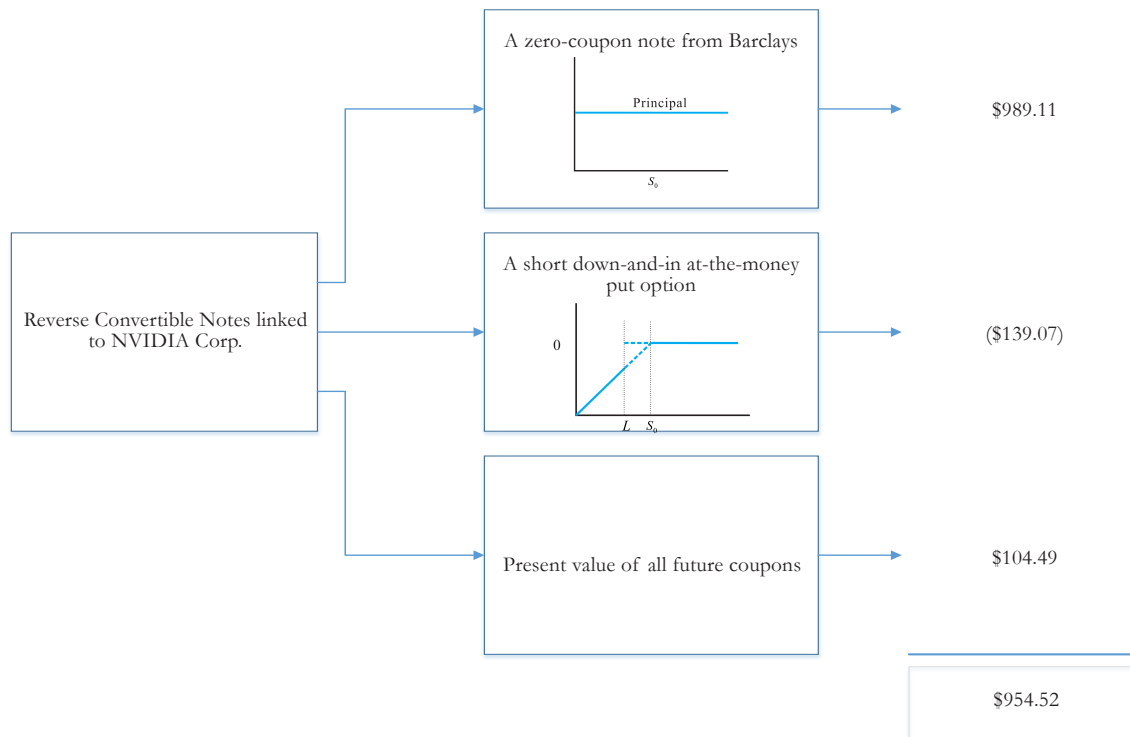 A zero-coupon note from Barclays
Principal
S₀
$989.11
Reverse Convertible Notes linked
to NVIDIA Corp.
A short down-and-in at-the-money
put option
0
L S₀
($139.07)
Present value of all future coupons
$104.49
$954.52